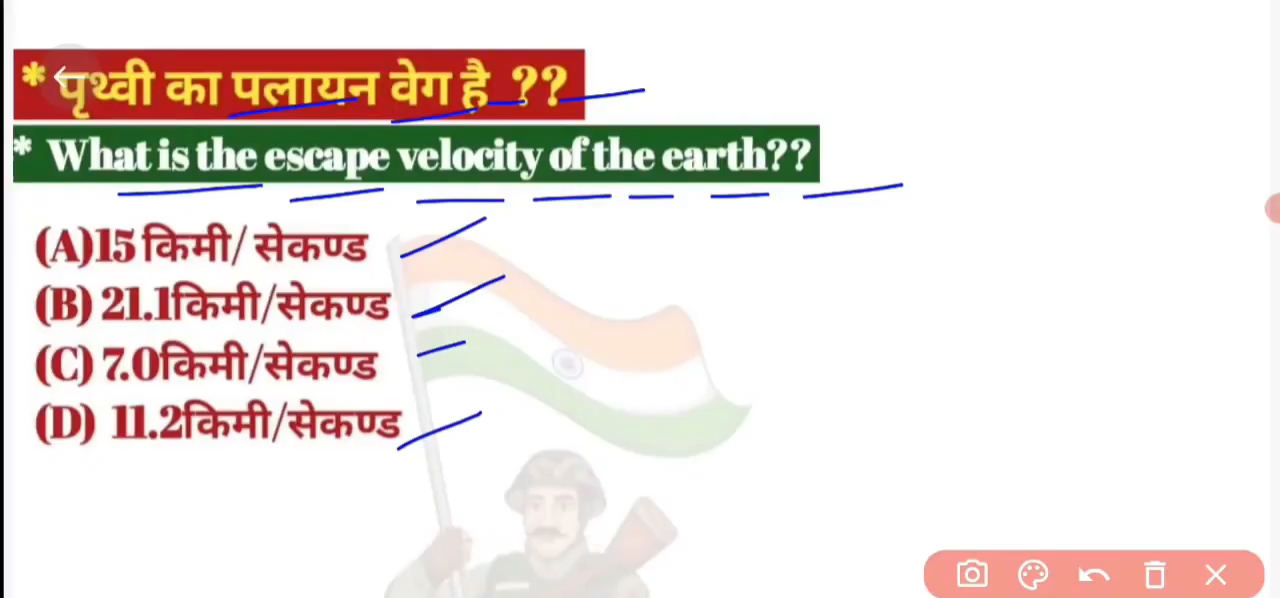 * पृथ्वी का पलायन वेग है ??
* What is the escape velocity of the earth??
(A)15 किमी/ सेकण्ड
(B) 21.1किमी/सेकण्ड
(C) 7.0किमी/सेकण्ड
(D) 11.2किमी/सेकण्ड